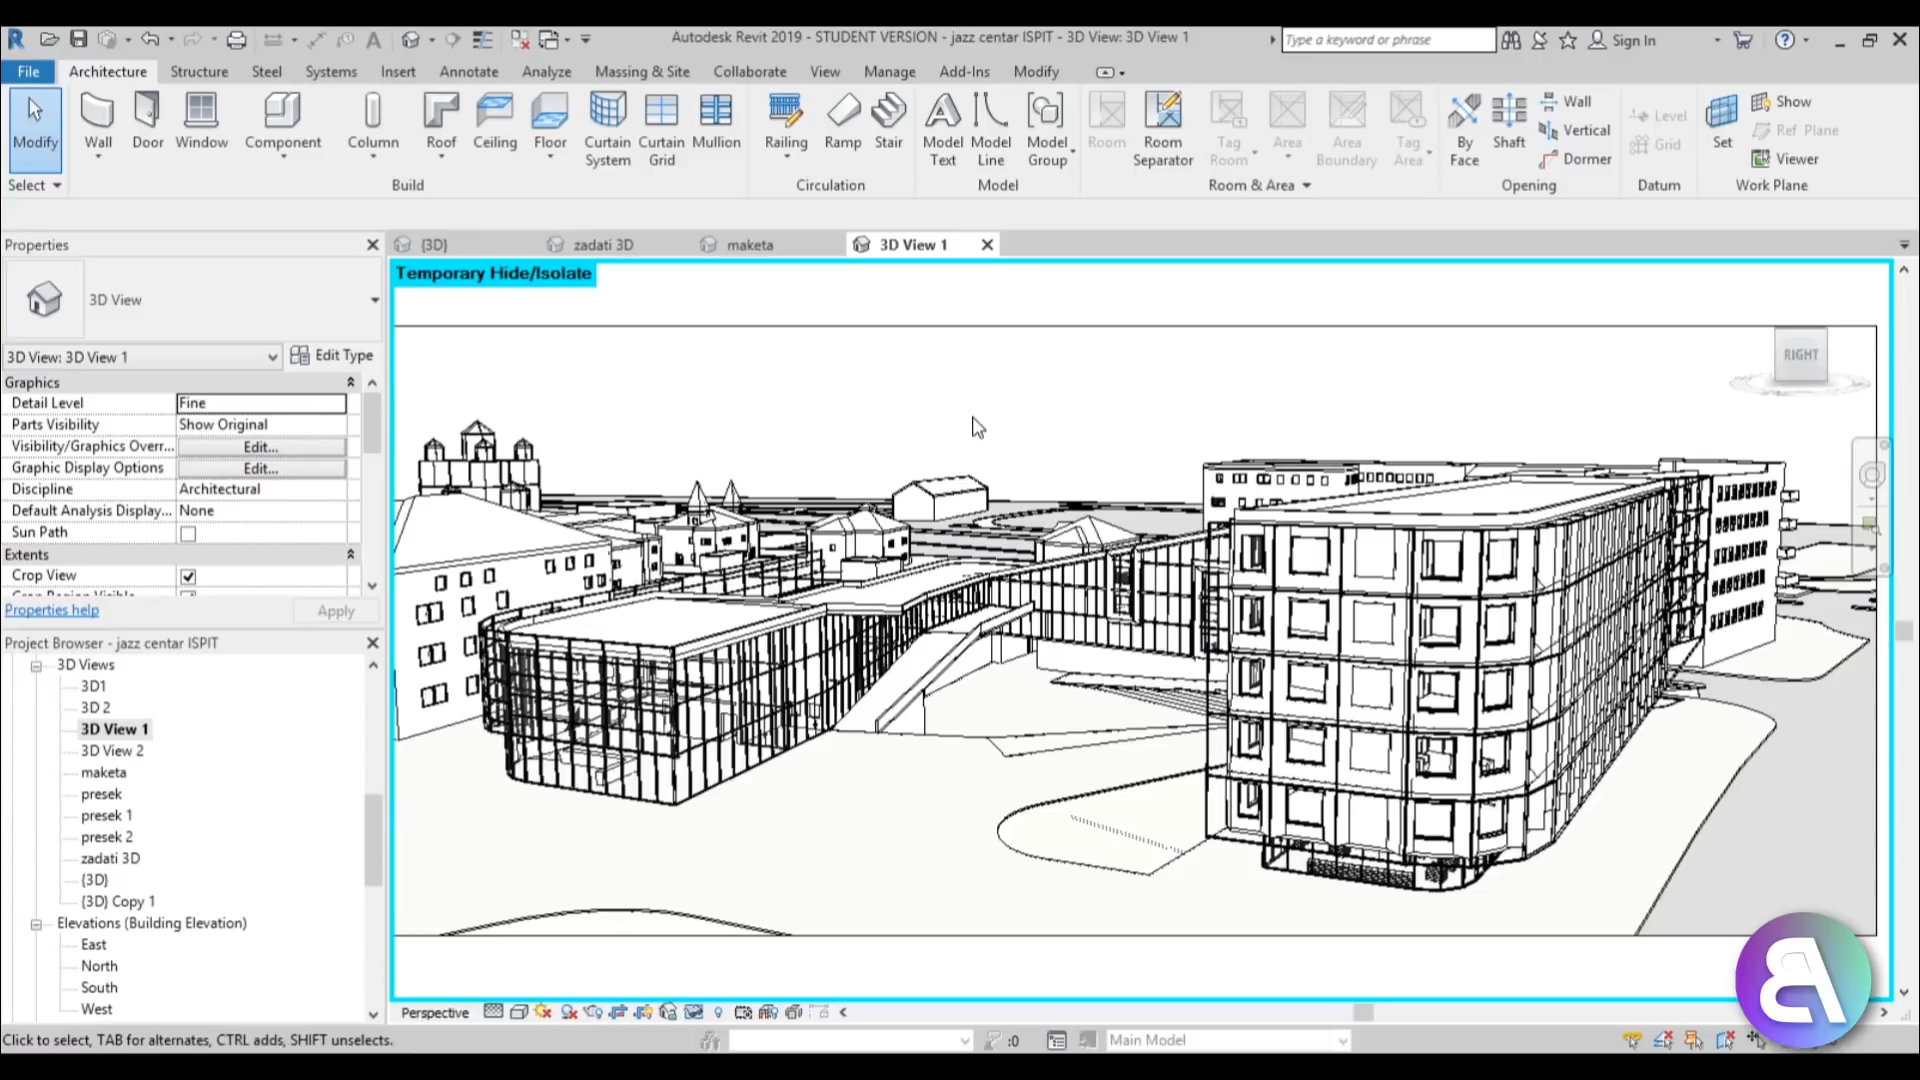 Autodesk Revit 2019 - STUDENT VERSION - jazz centar ISPIT - 3D View: 3D View 1
Type a keyword or phrase
Sign In
File Architecture Structure Steel Systems Insert Annotate Analyze Massing & Site Collaborate View Manage Add-Ins Modify
Modify Wall Door Window Component Column Roof Ceiling Floor Curtain System Curtain Grid Mullion Railing Ramp Stair Model Text Model Line Model Group Room Room Separator Tag Room Area Area Boundary Tag Area By Face Shaft Wall Vertical Dormer Level Grid Set Show Ref Plane Viewer
Select Build Circulation Model Room & Area Opening Datum Work Plane
Properties
{3D} zadati 3D maketa 3D View 1
Temporary Hide/Isolate
3D View
RIGHT
3D View: 3D View 1 Edit Type
Graphics
Detail Level Fine
Parts Visibility Show Original
Visibility/Graphics Overr... Edit...
Graphic Display Options Edit...
Discipline Architectural
Default Analysis Display... None
Sun Path
Extents
Crop View
Properties help Apply
Project Browser - jazz centar ISPIT
3D Views
3D1
3D 2
3D View 1
3D View 2
maketa
presek
presek 1
presek 2
zadati 3D
{3D}
{3D} Copy 1
Elevations (Building Elevation)
East
North
South
West
Perspective
Click to select, TAB for alternates, CTRL adds, SHIFT unselects.
:0
Main Model